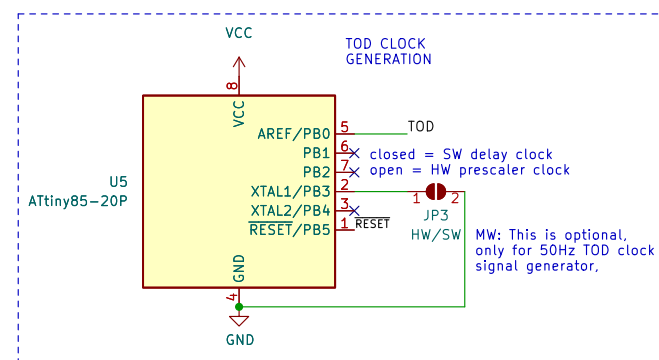 VCC
TOD CLOCK
GENERATION
8
VCC
AREF/PB0
5
TOD
PB1
6
closed = SW delay clock
PB2
7
open = HW prescaler clock
U5
ATtiny85-20P
XTAL1/PB3
2
1
2
XTAL2/PB4
3
JP3
RESET/PB5
1
RESET
HW/SW
MW: This is optional,
only for 50Hz TOD clock
signal generator,
GND
4
GND